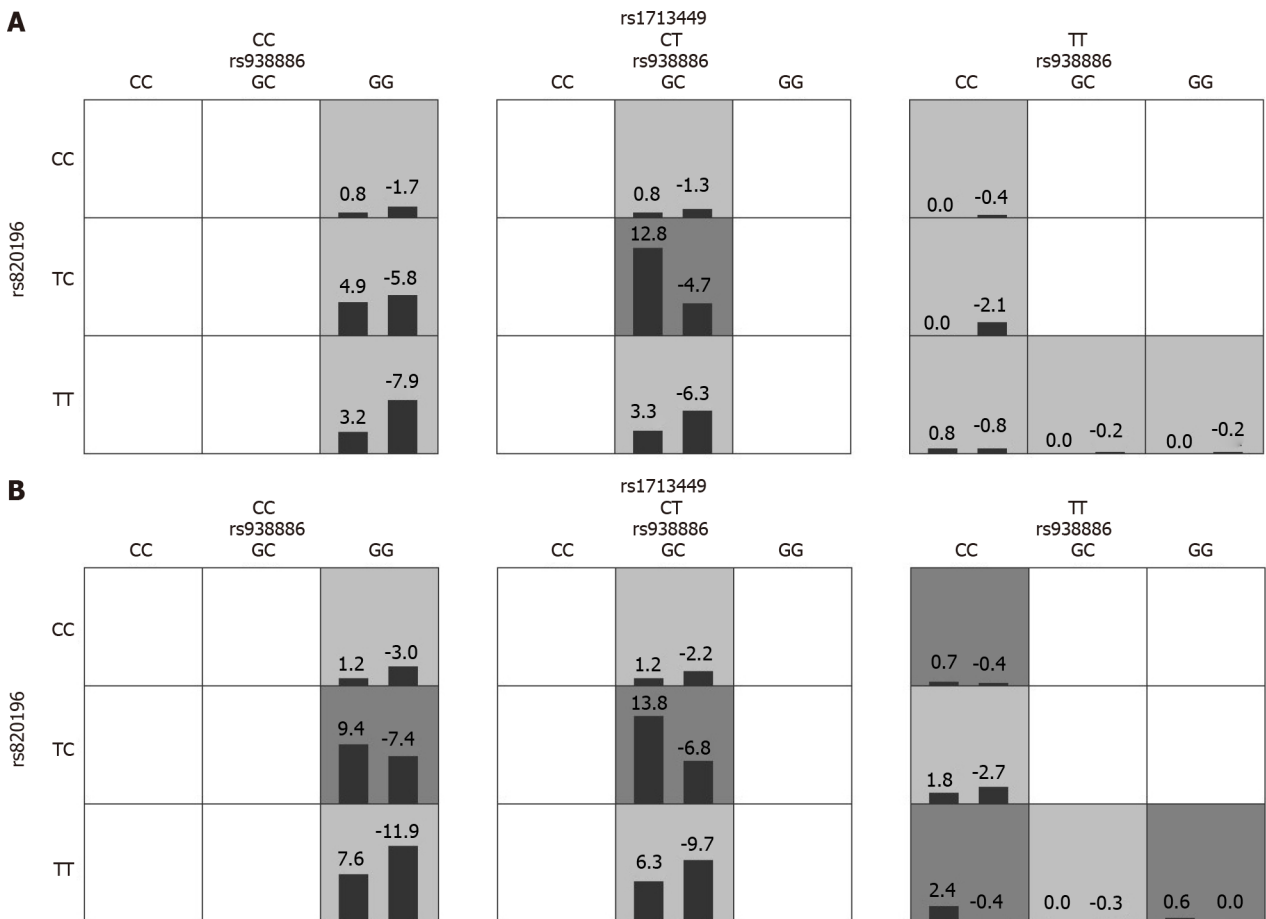 A
rs1713449
CC CT TT
rs938886 rs938886 rs938886
CC GC GG CC GC GG CC GC GG
rs820196
CC
0.8 -1.7 0.8 -1.3 0.0 -0.4
TC
4.9 -5.8 12.8 -4.7 0.0 -2.1
TT
3.2 -7.9 3.3 -6.3 0.8 -0.8 0.0 -0.2 0.0 -0.2
B
rs1713449
CC CT TT
rs938886 rs938886 rs938886
CC GC GG CC GC GG CC GC GG
rs820196
CC
1.2 -3.0 1.2 -2.2 0.7 -0.4
TC
9.4 -7.4 13.8 -6.8 1.8 -2.7
TT
7.6 -11.9 6.3 -9.7 2.4 -0.4 0.0 -0.3 0.6 0.0